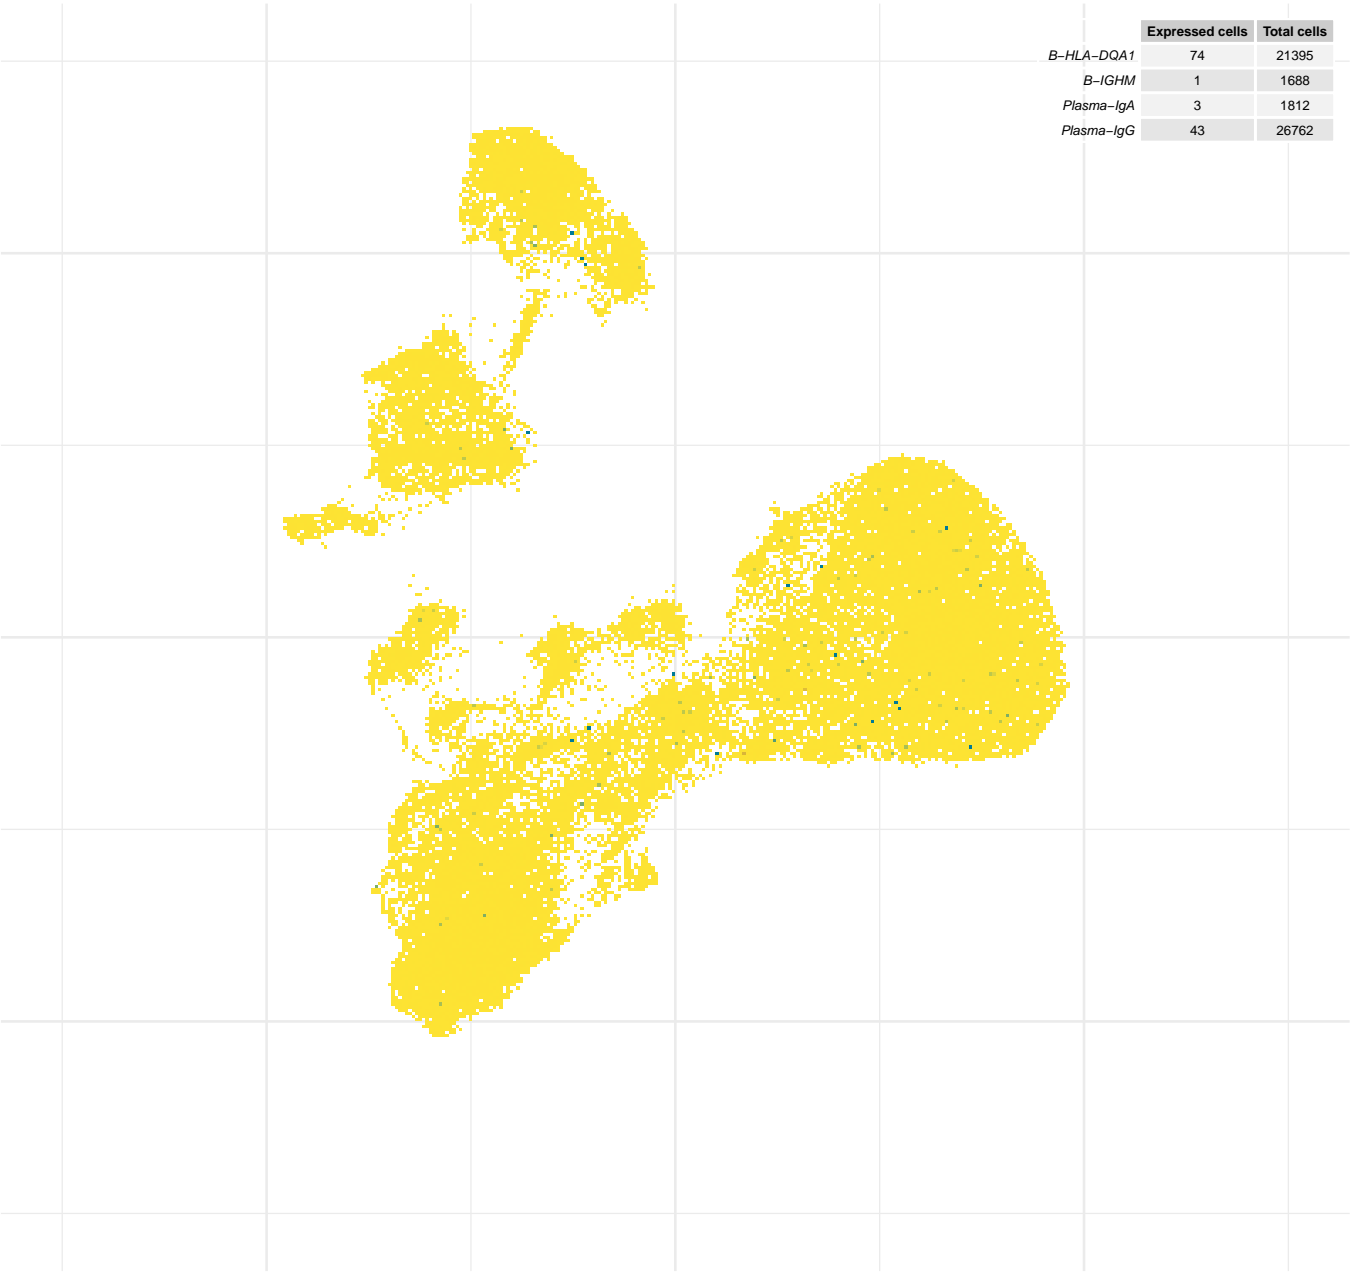 Expressed cells Total cells
B−HLA−DQA1 74 21395
B−IGHM 1 1688
Plasma−IgA 3 1812
Plasma−IgG 43 26762